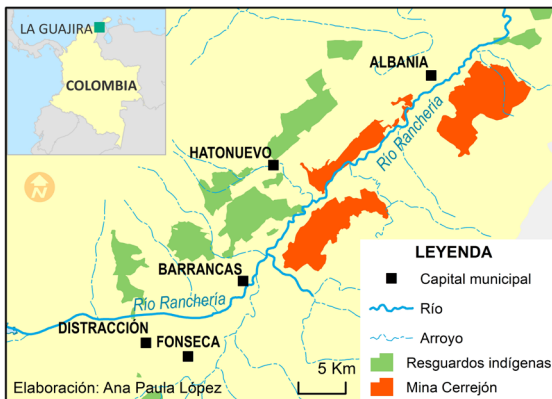 LA GUAJIRA
COLOMBIA
ALBANIA
HATONUEVO
Río Ranchería
N
BARRANCAS
Río Ranchería
DISTRACCIÓN
FONSECA
5 Km
Elaboración: Ana Paula López
LEYENDA
Capital municipal
Río
Arroyo
Resguardos indígenas
Mina Cerrejón